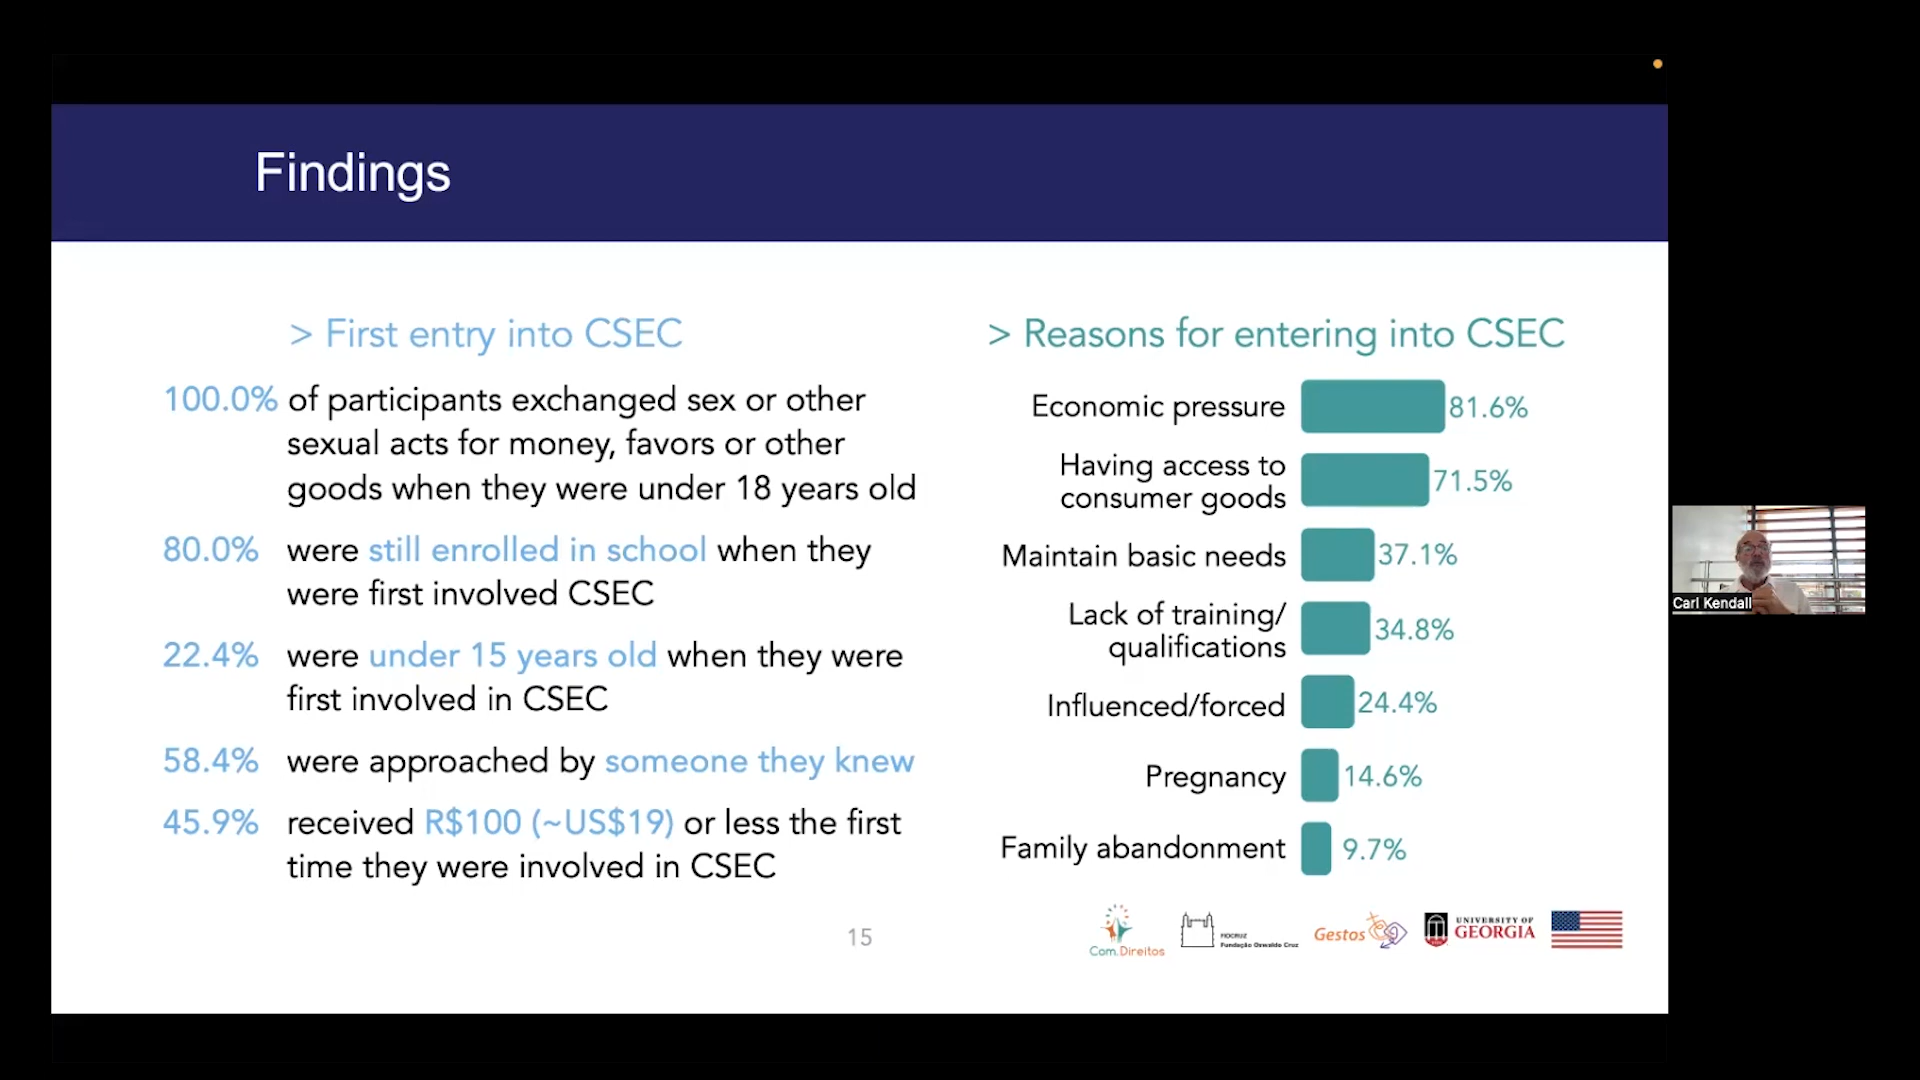 Findings
> First entry into CSEC
100.0% of participants exchanged sex or other
sexual acts for money, favors or other
goods when they were under 18 years old
80.0% were still enrolled in school when they
were first involved CSEC
22.4% were under 15 years old when they were
first involved in CSEC
58.4% were approached by someone they knew
45.9% received R$100 (~US$19) or less the first
time they were involved in CSEC
> Reasons for entering into CSEC
Economic pressure 81.6%
Having access to
consumer goods 71.5%
Maintain basic needs 37.1%
Lack of training/
qualifications 34.8%
Influenced/forced 24.4%
Pregnancy 14.6%
Family abandonment 9.7%
15
Com.Direitos
FIOCRUZ
Fundação Oswaldo Cruz
Gestos
UNIVERSITY OF
GEORGIA
Carl Kendall